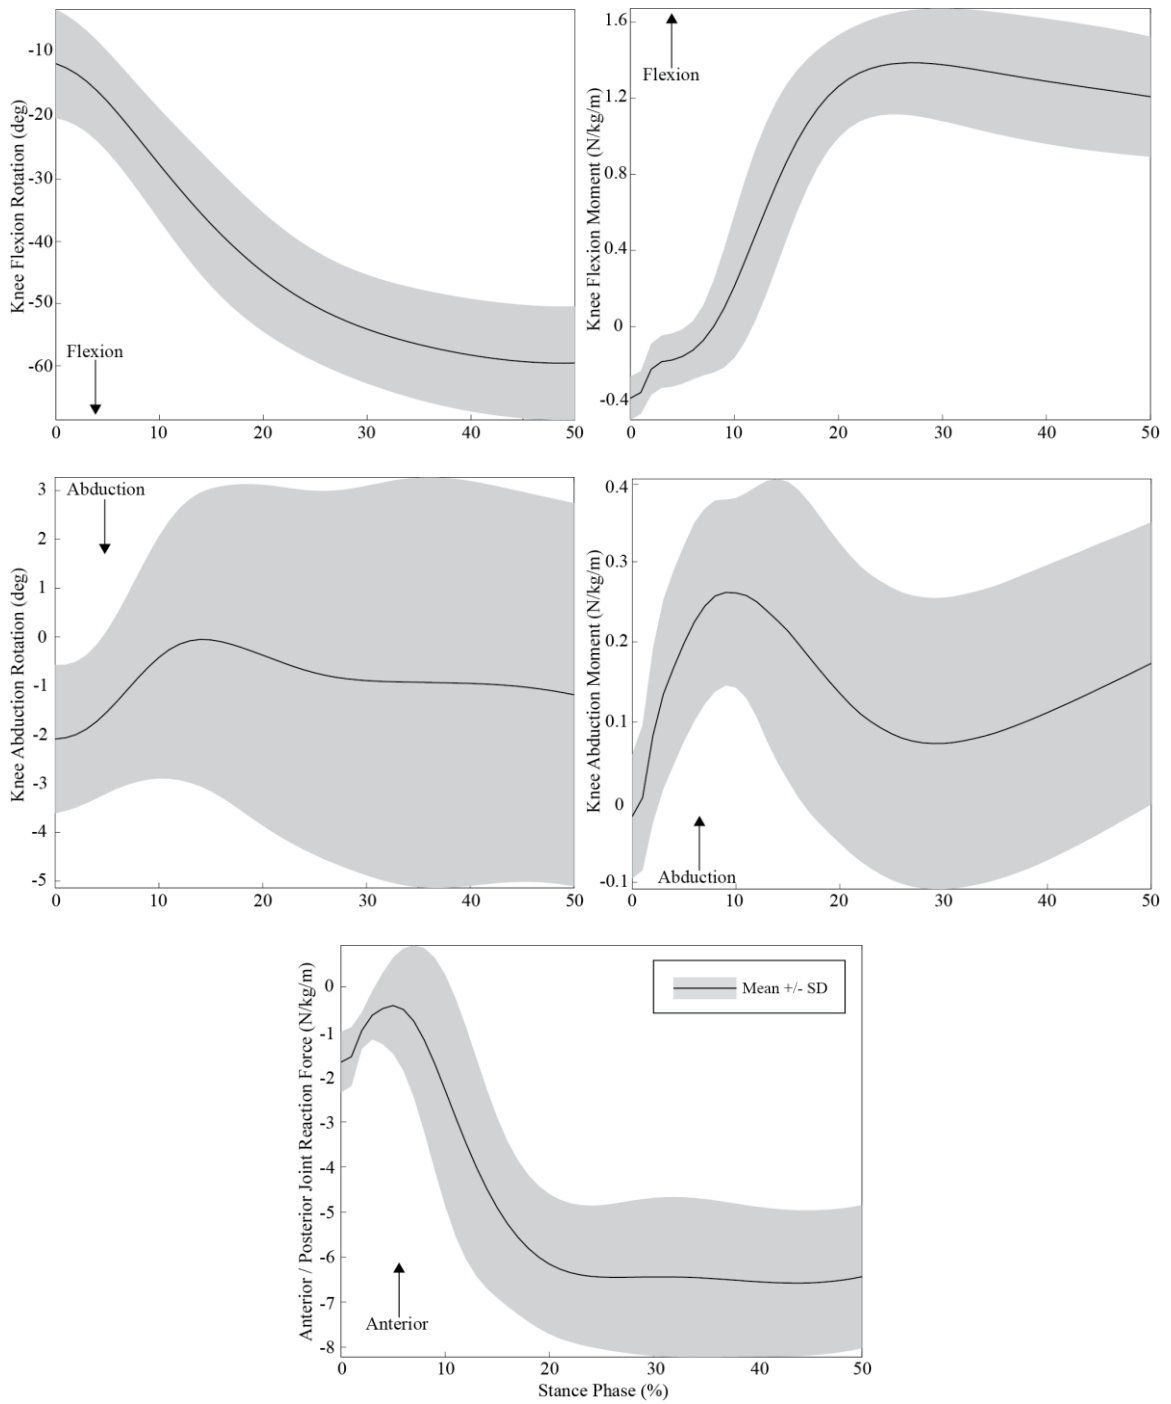 Knee Flexion Rotation (deg)
-10
-20
-30
-40
-50
-60
Flexion
0 10 20 30 40 50
Knee Flexion Moment (N/kg/m)
1.6
1.2
0.8
0.4
0
-0.4
Flexion
0 10 20 30 40 50
Knee Abduction Rotation (deg)
3
2
1
0
-1
-2
-3
-4
-5
Abduction
0 10 20 30 40 50
Knee Abduction Moment (N/kg/m)
0.4
0.3
0.2
0.1
0
-0.1
Abduction
0 10 20 30 40 50
Anterior / Posterior Joint Reaction Force (N/kg/m)
0
-1
-2
-3
-4
-5
-6
-7
-8
Mean +/- SD
Anterior
0 10 20 30 40 50
Stance Phase (%)